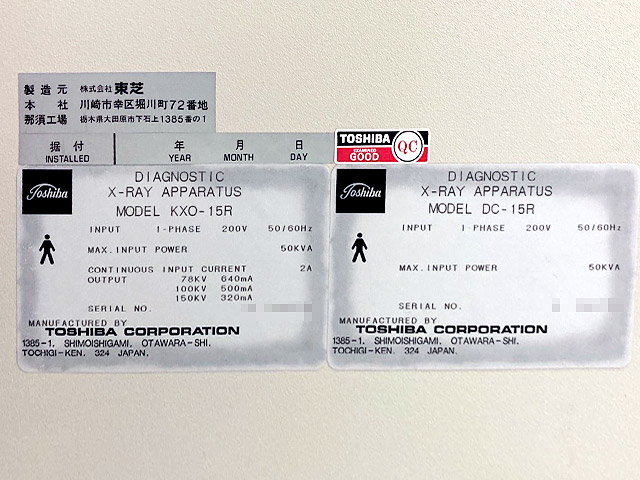 製造元 株式会社 東芝
本社 川崎市幸区堀川町72番地
那須工場 栃木県大田原市下石上1385番の1
据付 年 月 日
INSTALLED YEAR MONTH DAY
TOSHIBA
EXAMINED
GOOD
QC
Toshiba
DIAGNOSTIC
X-RAY APPARATUS
MODEL KXO-15R
INPUT 1-PHASE 200V 50/60Hz
MAX.INPUT POWER 50KVA
CONTINUOUS INPUT CURRENT 2A
OUTPUT 78KV 640mA
100KV 500mA
150KV 320mA
SERIAL NO.
MANUFACTURED BY
TOSHIBA CORPORATION
1385-1. SHIMOISHIGAMI. OTAWARA-SHI.
TOCHIGI-KEN. 324 JAPAN.
Toshiba
DIAGNOSTIC
X-RAY APPARATUS
MODEL DC-15R
INPUT 1-PHASE 200V 50/60Hz
MAX.INPUT POWER 50KVA
SERIAL NO.
MANUFACTURED BY
TOSHIBA CORPORATION
1385-1. SHIMOISHIGAMI. OTAWARA-SHI.
TOCHIGI-KEN. 324 JAPAN.